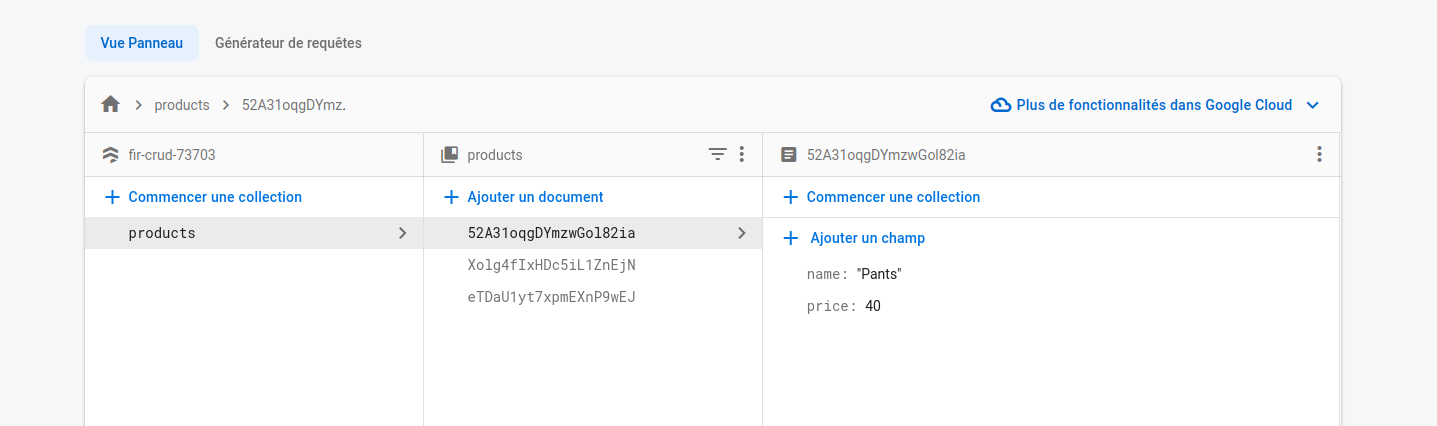 Vue Panneau Générateur de requêtes
products 52A31oqgDYmz.
Plus de fonctionnalités dans Google Cloud
fir-crud-73703
products
52A31oqgDYmzwGol82ia
Commencer une collection
products
Ajouter un document
52A31oqgDYmzwGol82ia
Xolg4fIxHDc5iL1ZnEjN
eTDaU1yt7xpmEXnP9wEJ
Commencer une collection
Ajouter un champ
name: "Pants"
price: 40